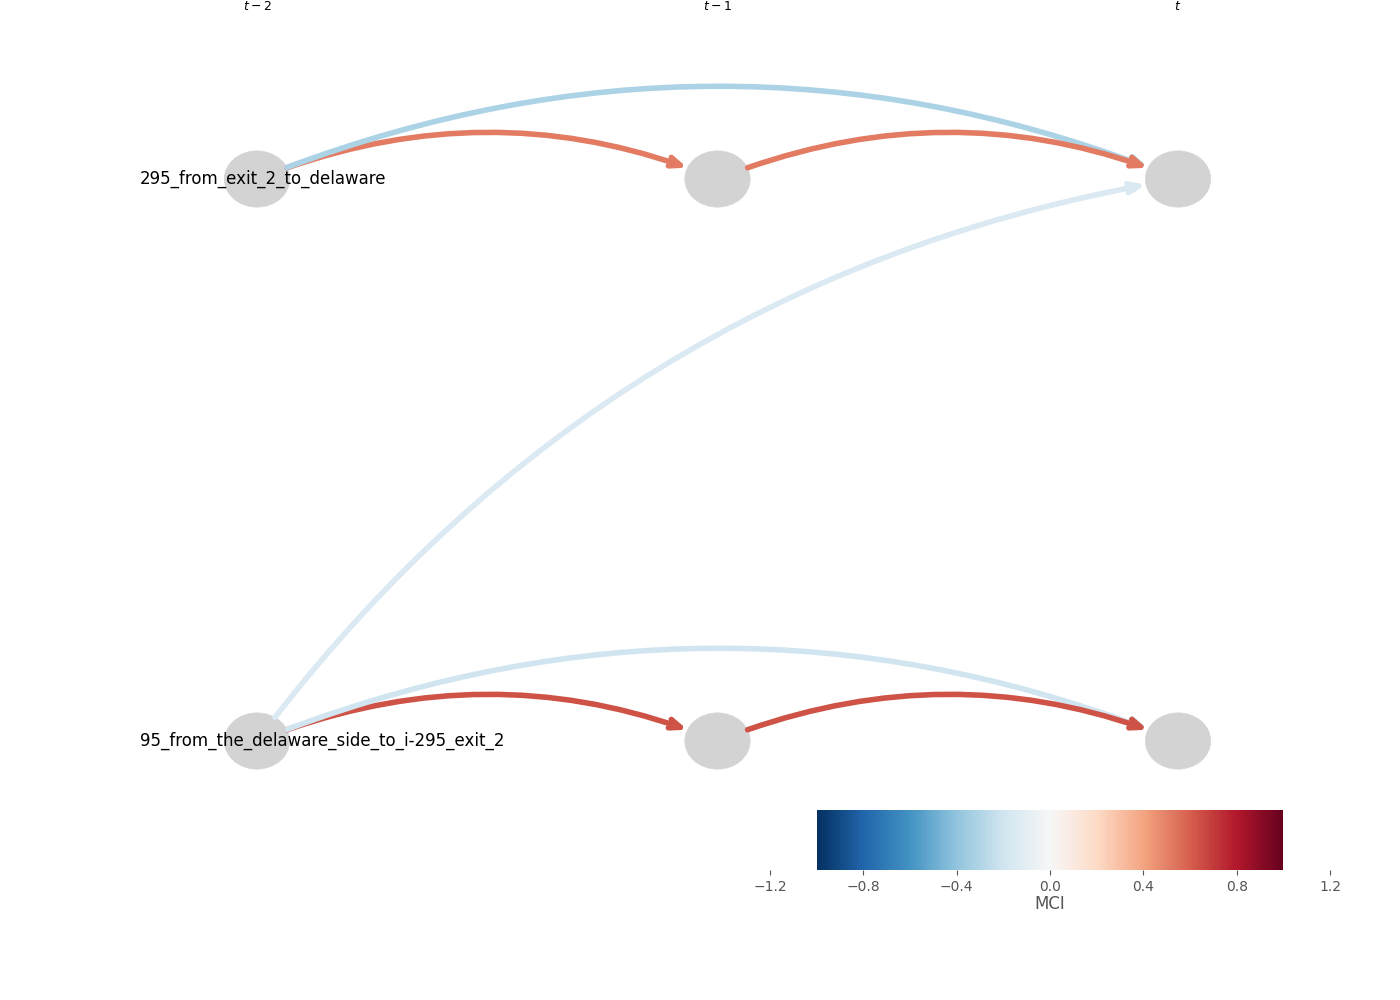 t − 2 t − 1 t
295_from_exit_2_to_delaware
95_from_the_delaware_side_to_i-295_exit_2
−1.2 −0.8 −0.4 0.0 0.4 0.8 1.2
MCI